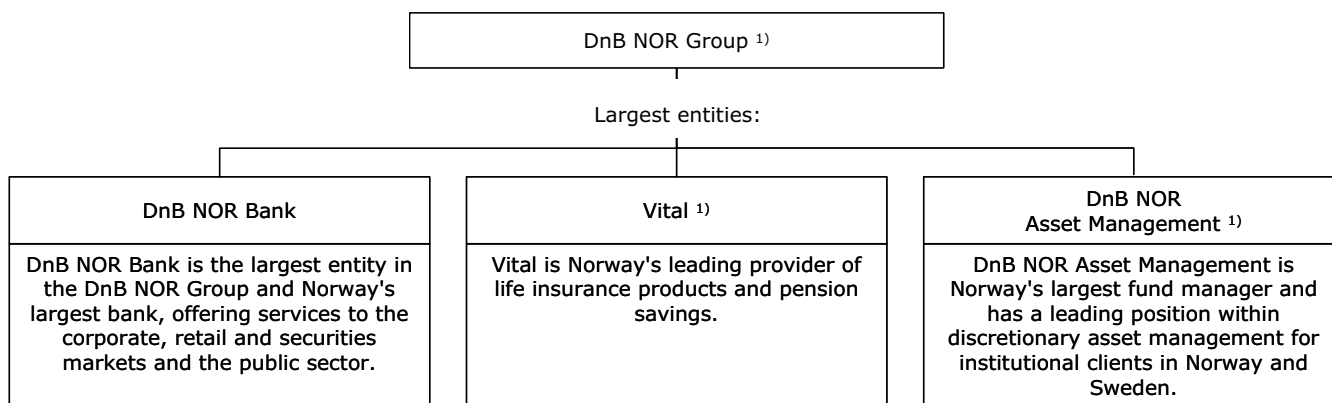 DnB NOR Group 1)
Largest entities:
DnB NOR Bank
DnB NOR Bank is the largest entity in
the DnB NOR Group and Norway's
largest bank, offering services to the
corporate, retail and securities
markets and the public sector.
Vital 1)
Vital is Norway's leading provider of
life insurance products and pension
savings.
DnB NOR
Asset Management 1)
DnB NOR Asset Management is
Norway's largest fund manager and
has a leading position within
discretionary asset management for
institutional clients in Norway and
Sweden.